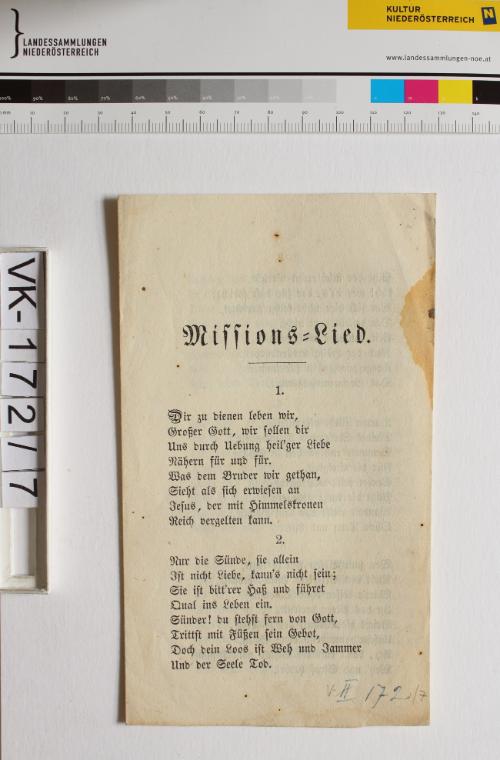 LANDESSAMMLUNGEN
NIEDERÖSTERREICH
KULTUR
NIEDERÖSTERREICH N
www.landessammlungen-noe.at
VK-172/7
Missions-Lied.
1.
Dir zu dienen leben wir,
Großer Gott, wir sollen dir
Uns durch Uebung heil'ger Liebe
Nähern für und für.
Was dem Bruder wir gethan,
Sieht als sich erwiesen an
Jesus, der mit Himmelskronen
Reich vergelten kann.
2.
Nur die Sünde, sie allein
Ist nicht Liebe, kann's nicht sein;
Sie ist bitt'rer Haß und führet
Qual ins Leben ein.
Sünder! du stehst fern von Gott,
Trittst mit Füßen sein Gebot,
Doch dein Loos ist Weh und Jammer
Und der Seele Tod.
V. II 172/7